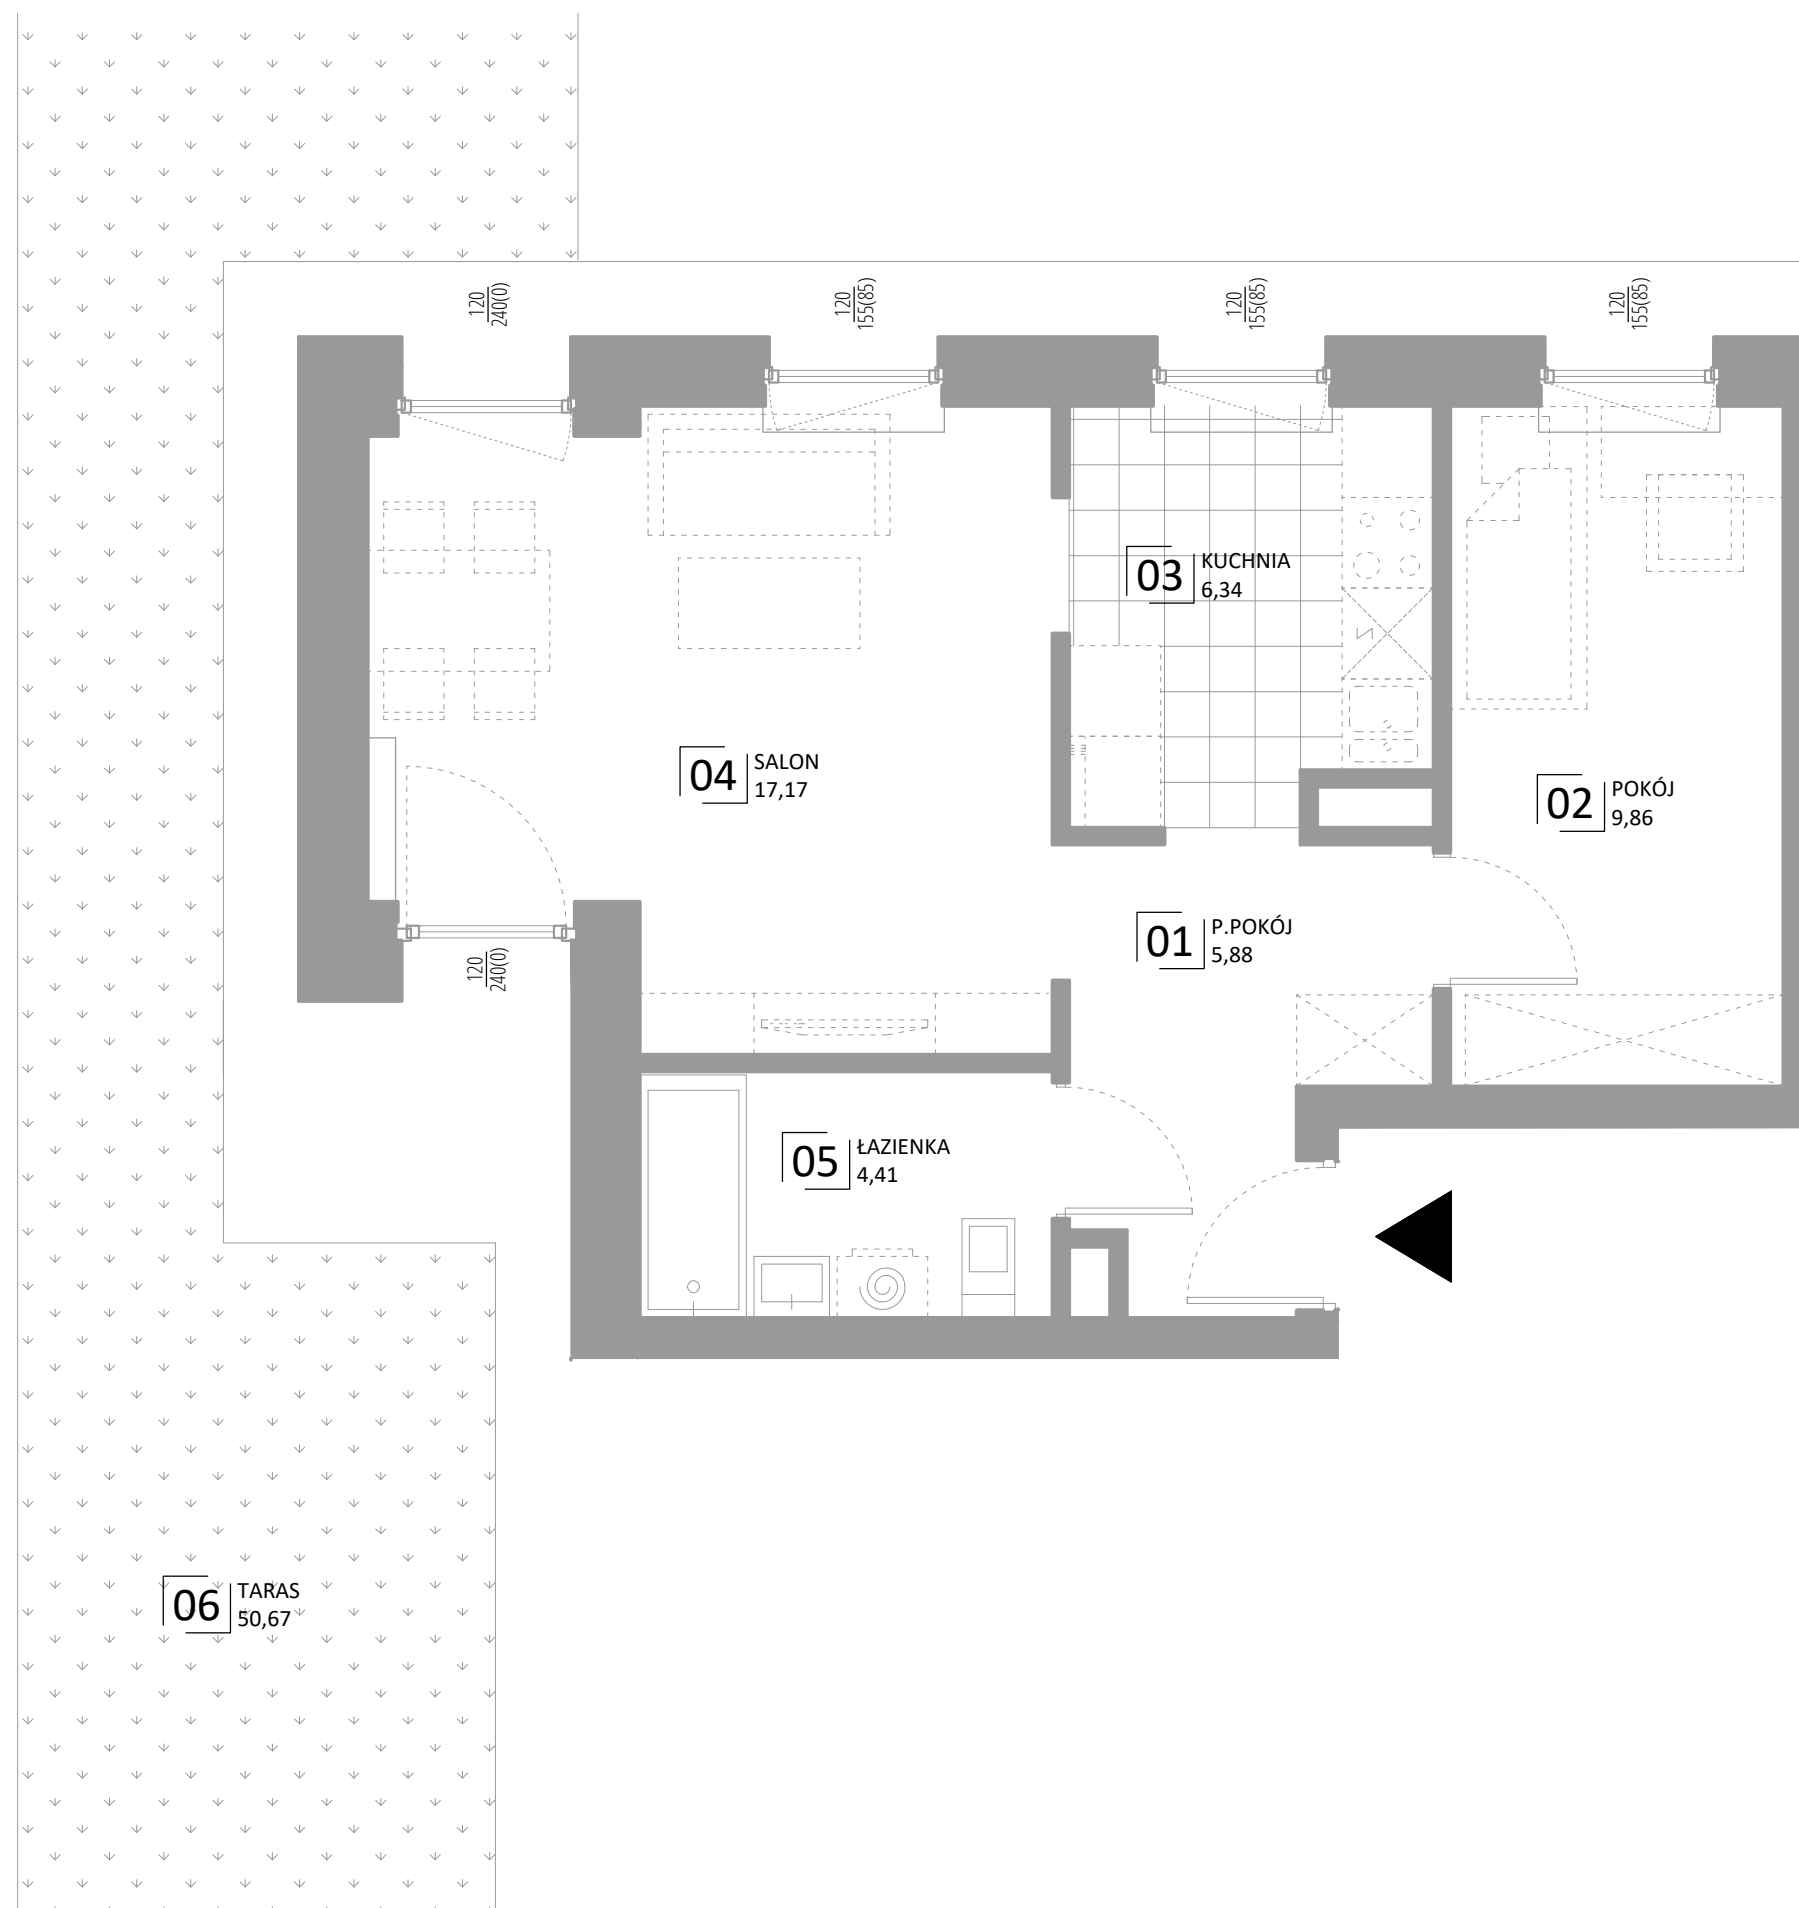 120
240(0)
120
155(85)
120
155(85)
120
155(85)
03 KUCHNIA
6,34
04 SALON
17,17
02 POKÓJ
9,86
01 P.POKÓJ
5,88
120
240(0)
05 ŁAZIENKA
4,41
06 TARAS
50,67